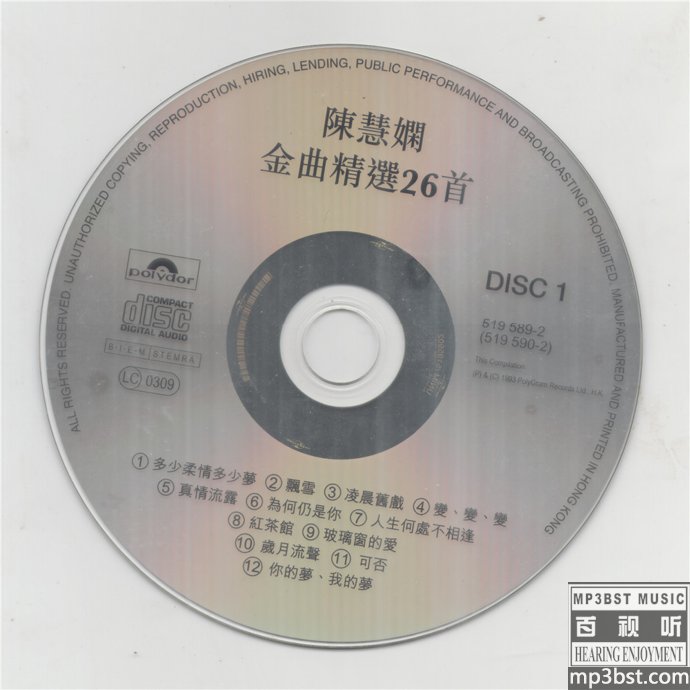 ALL RIGHTS RESERVED. UNAUTHORIZED COPYING, REPRODUCTION, HIRING, LENDING, PUBLIC PERFORMANCE AND BROADCASTING PROHIBITED. MANUFACTURED AND PRINTED IN HONG KONG
陳慧嫻
金曲精選26首
polydor
COMPACT
disc
DIGITAL AUDIO
B·I·E·M STEMRA
LC 0309
DISC 1
519 589-2
(519 590-2)
This Compilation
(P) & (C) 1993 PolyGram Records Ltd., H.K.
① 多少柔情多少夢 ② 飄雪 ③ 凌晨舊戲 ④ 變、變、變
⑤ 真情流露 ⑥ 為何仍是你 ⑦ 人生何處不相逢
⑧ 紅茶館 ⑨ 玻璃窗的愛
⑩ 歲月流聲 ⑪ 可否
⑫ 你的夢、我的夢
MP3BST MUSIC
百视听
HEARING ENJOYMENT
mp3bst.com